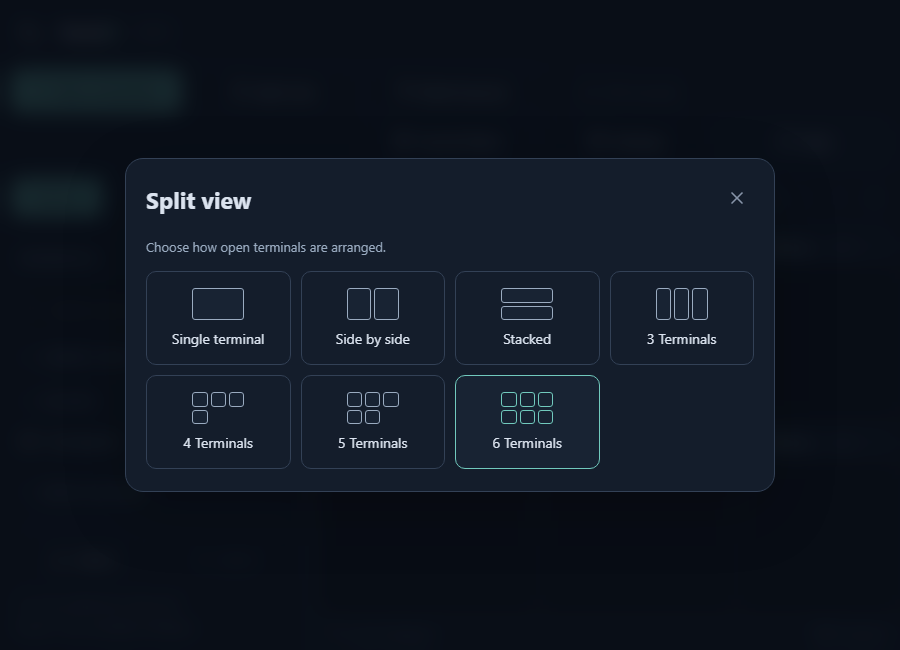 Split view
Choose how open terminals are arranged.
Single terminal
Side by side
Stacked
3 Terminals
4 Terminals
5 Terminals
6 Terminals